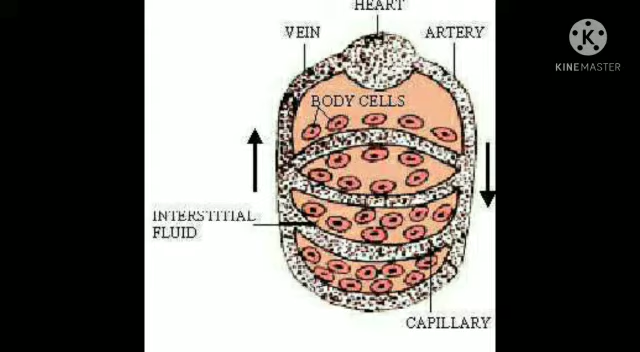 HEART
VEIN
ARTERY
KINEMASTER
BODY CELLS
INTERSTITIAL
FLUID
CAPILLARY